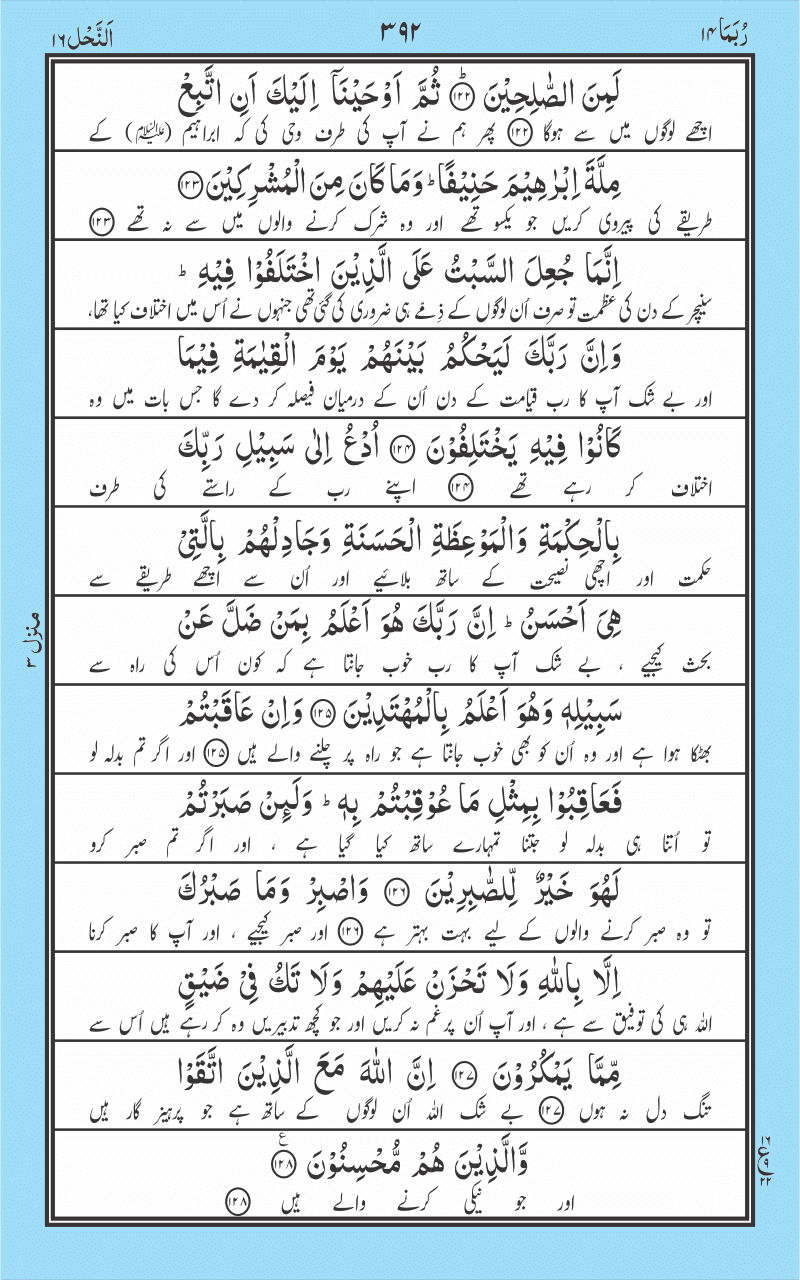 رُبَمَا ١٤
٣٩٢
اَلنَّحْل ١٦
لَمِنَ الصّٰلِحِيْنَ ﴿١٢٢﴾ ثُمَّ اَوْحَيْنَاۤ اِلَيْكَ اَنِ اتَّبِعْ
اچھے لوگوں میں سے ہوگا ﴿١٢٢﴾ پھر ہم نے آپ کی طرف وحی کی کہ ابراہیم (علیہ السلام) کے
مِلَّةَ اِبْرٰهِيْمَ حَنِيْفًا ؕ وَمَا كَانَ مِنَ الْمُشْرِكِيْنَ ﴿١٢٣﴾
طریقے کی پیروی کریں جو یکسو تھے اور وہ شرک کرنے والوں میں سے نہ تھے ﴿١٢٣﴾
اِنَّمَا جُعِلَ السَّبْتُ عَلَى الَّذِيْنَ اخْتَلَفُوْا فِيْهِ ؕ
سنیچر کے دن کی عظمت تو صرف اُن لوگوں کے ذِمّے ہی ضروری کی گئی تھی جنہوں نے اُس میں اختلاف کیا تھا،
وَاِنَّ رَبَّكَ لَيَحْكُمُ بَيْنَهُمْ يَوْمَ الْقِيٰمَةِ فِيْمَا
اور بے شک آپ کا رب قیامت کے دن اُن کے درمیان فیصلہ کر دے گا جس بات میں وہ
كَانُوْا فِيْهِ يَخْتَلِفُوْنَ ﴿١٢٤﴾ اُدْعُ اِلٰى سَبِيْلِ رَبِّكَ
اختلاف کر رہے تھے ﴿١٢٤﴾ اپنے رب کے راستے کی طرف
بِالْحِكْمَةِ وَالْمَوْعِظَةِ الْحَسَنَةِ وَجَادِلْهُمْ بِالَّتِيْ
حکمت اور اچھی نصیحت کے ساتھ بلائیے اور اُن سے اچھے طریقے سے
هِيَ اَحْسَنُ ؕ اِنَّ رَبَّكَ هُوَ اَعْلَمُ بِمَنْ ضَلَّ عَنْ
بحث کیجیے ، بے شک آپ کا رب خوب جانتا ہے کہ کون اُس کی راہ سے
سَبِيْلِهٖ وَهُوَ اَعْلَمُ بِالْمُهْتَدِيْنَ ﴿١٢٥﴾ وَاِنْ عَاقَبْتُمْ
بھٹکا ہوا ہے اور وہ اُن کو بھی خوب جانتا ہے جو راہ پر چلنے والے ہیں ﴿١٢٥﴾ اور اگر تم بدلہ لو
فَعَاقِبُوْا بِمِثْلِ مَا عُوْقِبْتُمْ بِهٖ ؕ وَلَىِٕنْ صَبَرْتُمْ
تو اُتنا ہی بدلہ لو جتنا تمہارے ساتھ کیا گیا ہے ، اور اگر تم صبر کرو
لَهُوَ خَيْرٌ لِّلصّٰبِرِيْنَ ﴿١٢٦﴾ وَاصْبِرْ وَمَا صَبْرُكَ
تو وہ صبر کرنے والوں کے لیے بہت بہتر ہے ﴿١٢٦﴾ اور صبر کیجیے ، اور آپ کا صبر کرنا
اِلَّا بِاللّٰهِ وَلَا تَحْزَنْ عَلَيْهِمْ وَلَا تَكُ فِيْ ضَيْقٍ
اللہ ہی کی توفیق سے ہے ، اور آپ اُن پر غم نہ کریں اور جو کچھ تدبیریں وہ کر رہے ہیں اُس سے
مِّمَّا يَمْكُرُوْنَ ﴿١٢٧﴾ اِنَّ اللّٰهَ مَعَ الَّذِيْنَ اتَّقَوْا
تنگ دل نہ ہوں ﴿١٢٧﴾ بے شک اللہ اُن لوگوں کے ساتھ ہے جو پرہیز گار ہیں
وَّالَّذِيْنَ هُمْ مُّحْسِنُوْنَ ﴿١٢٨﴾ ع
اور جو نیکی کرنے والے ہیں ﴿١٢٨﴾
منزل ٣
١٦ ع ٩ ٢٢